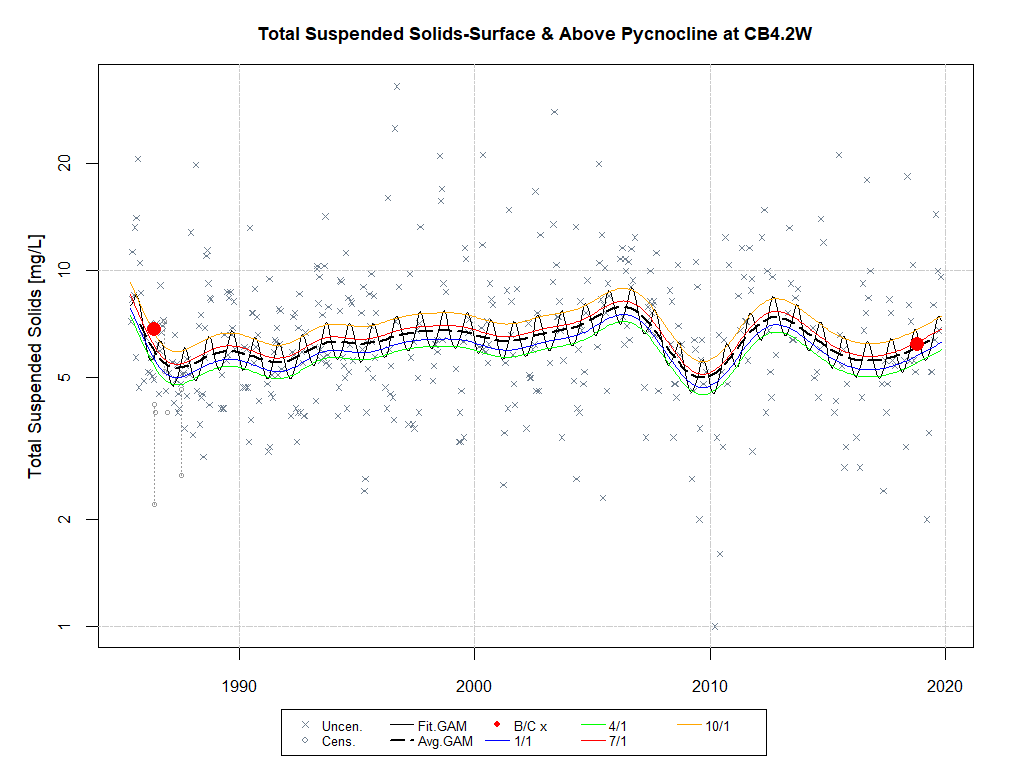 Total Suspended Solids-Surface & Above Pycnocline at CB4.2W
Total Suspended Solids [mg/L]
20
10
5
2
1
1990 2000 2010 2020
Uncen. Fit.GAM B/C x 4/1 10/1
Cens. Avg.GAM 1/1 7/1